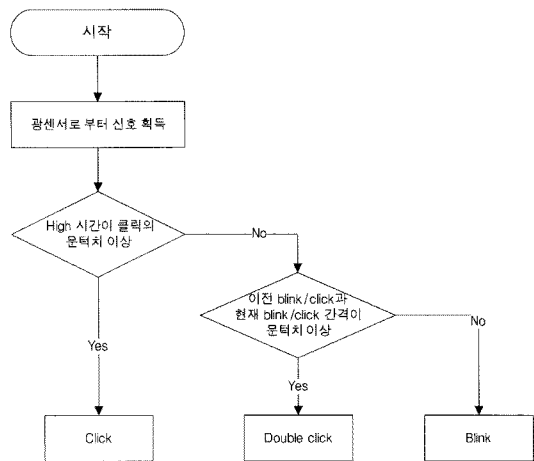 시작
광센서로 부터 신호 획득
High 시간이 클릭의
문턱치 이상
No
이전 blink/click과
현재 blink/click 간격이
문턱치 이상
No
Yes
Yes
Click
Double click
Blink